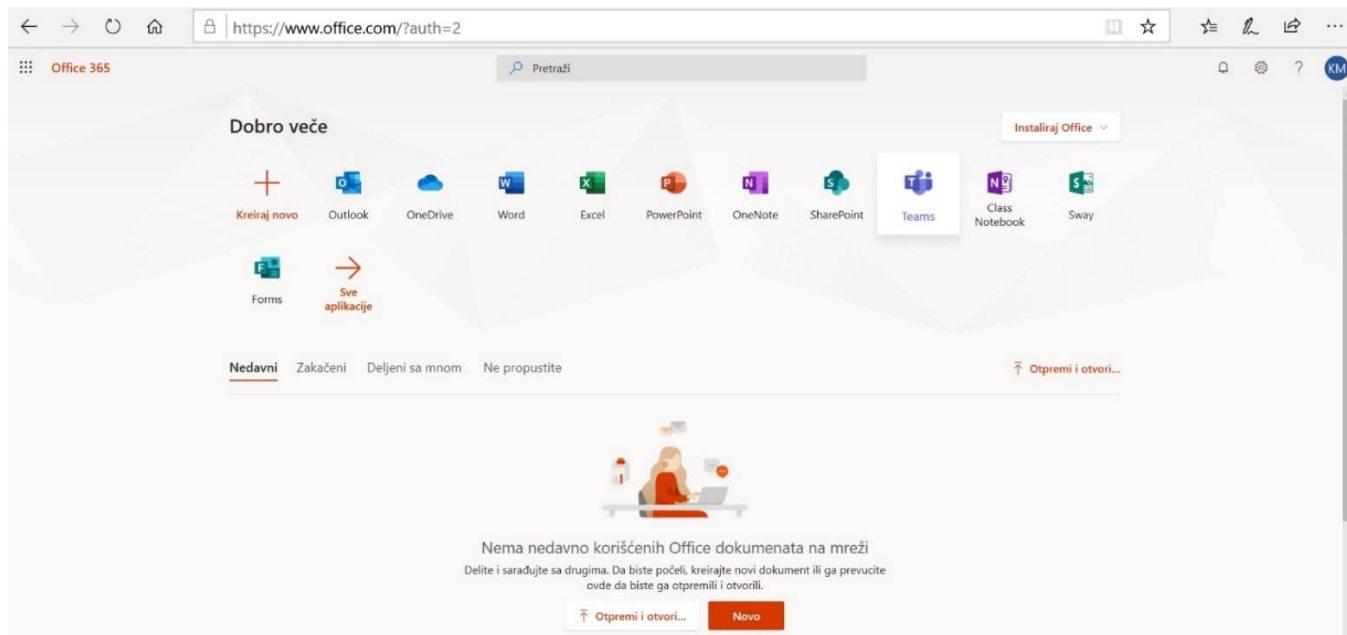 https://www.office.com/?auth=2
Office 365
Pretraži
KM
Dobro veče
Instaliraj Office
Kreiraj novo
Outlook
OneDrive
Word
Excel
PowerPoint
OneNote
SharePoint
Teams
Class
Notebook
Sway
Forms
Sve
aplikacije
Nedavni
Zakačeni
Deljeni sa mnom
Ne propustite
Otpremi i otvori...
Nema nedavno korišćenih Office dokumenata na mreži
Delite i sarađujte sa drugima. Da biste počeli, kreirajte novi dokument ili ga prevucite
ovde da biste ga otpremili i otvorili.
Otpremi i otvori...
Novo